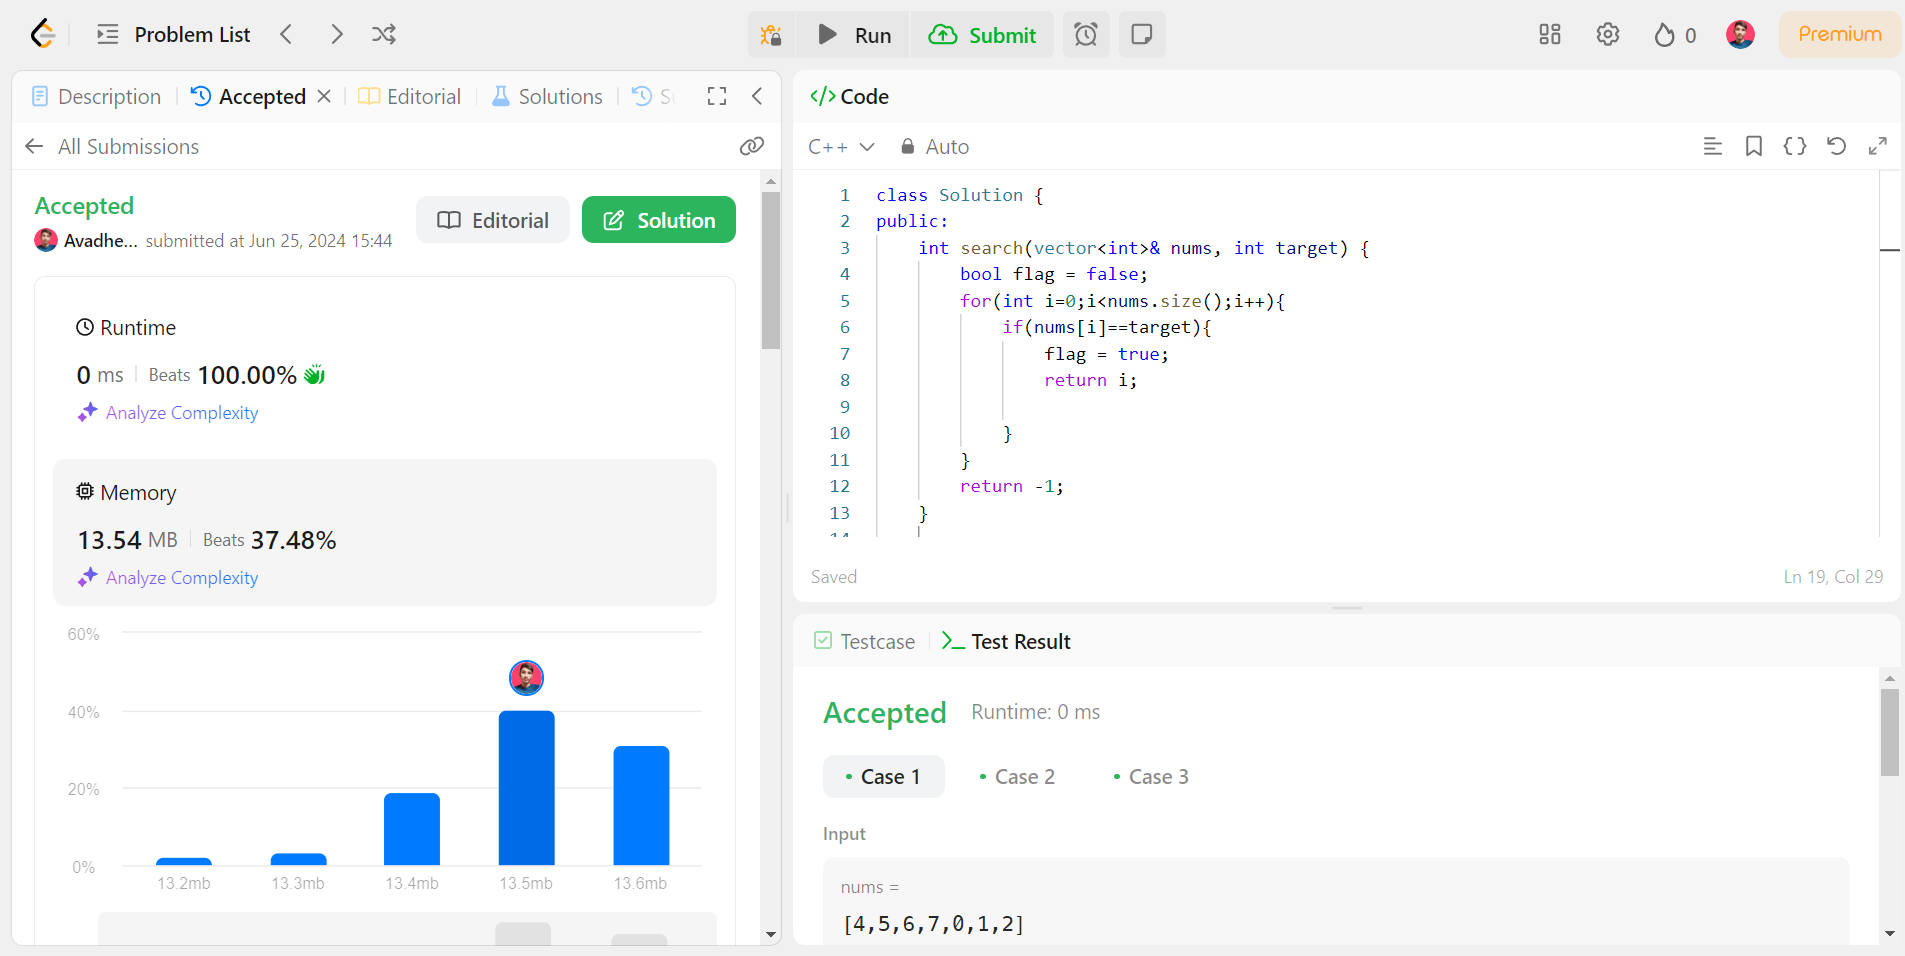 Problem List
Run
Submit
0
Premium
Description
Accepted
Editorial
Solutions
All Submissions
Accepted
Editorial
Solution
Avadhe... submitted at Jun 25, 2024 15:44
Runtime
0 ms Beats 100.00%
Analyze Complexity
Memory
13.54 MB Beats 37.48%
Analyze Complexity
60%
40%
20%
0%
13.2mb 13.3mb 13.4mb 13.5mb 13.6mb
</> Code
C++ Auto
1 class Solution {
2 public:
3 int search(vector<int>& nums, int target) {
4 bool flag = false;
5 for(int i=0;i<nums.size();i++){
6 if(nums[i]==target){
7 flag = true;
8 return i;
9
10 }
11 }
12 return -1;
13 }
14
Saved
Ln 19, Col 29
Testcase
Test Result
Accepted Runtime: 0 ms
Case 1 Case 2 Case 3
Input
nums =
[4,5,6,7,0,1,2]